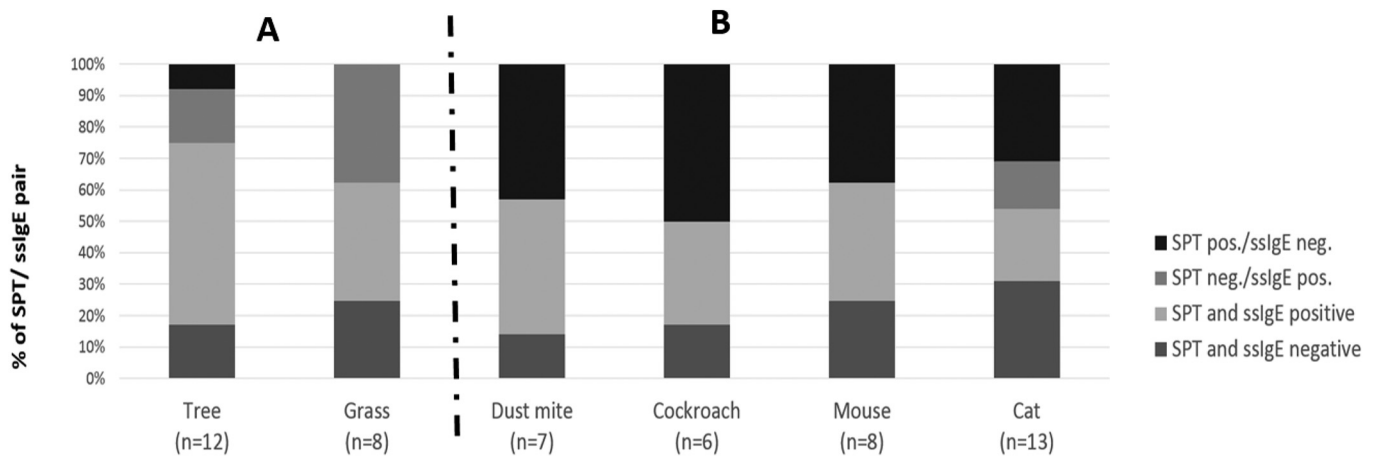 A
B
% of SPT/ ssIgE pair
100%
90%
80%
70%
60%
50%
40%
30%
20%
10%
0%
Tree
(n=12)
Grass
(n=8)
Dust mite
(n=7)
Cockroach
(n=6)
Mouse
(n=8)
Cat
(n=13)
SPT pos./ssIgE neg.
SPT neg./ssIgE pos.
SPT and ssIgE positive
SPT and ssIgE negative